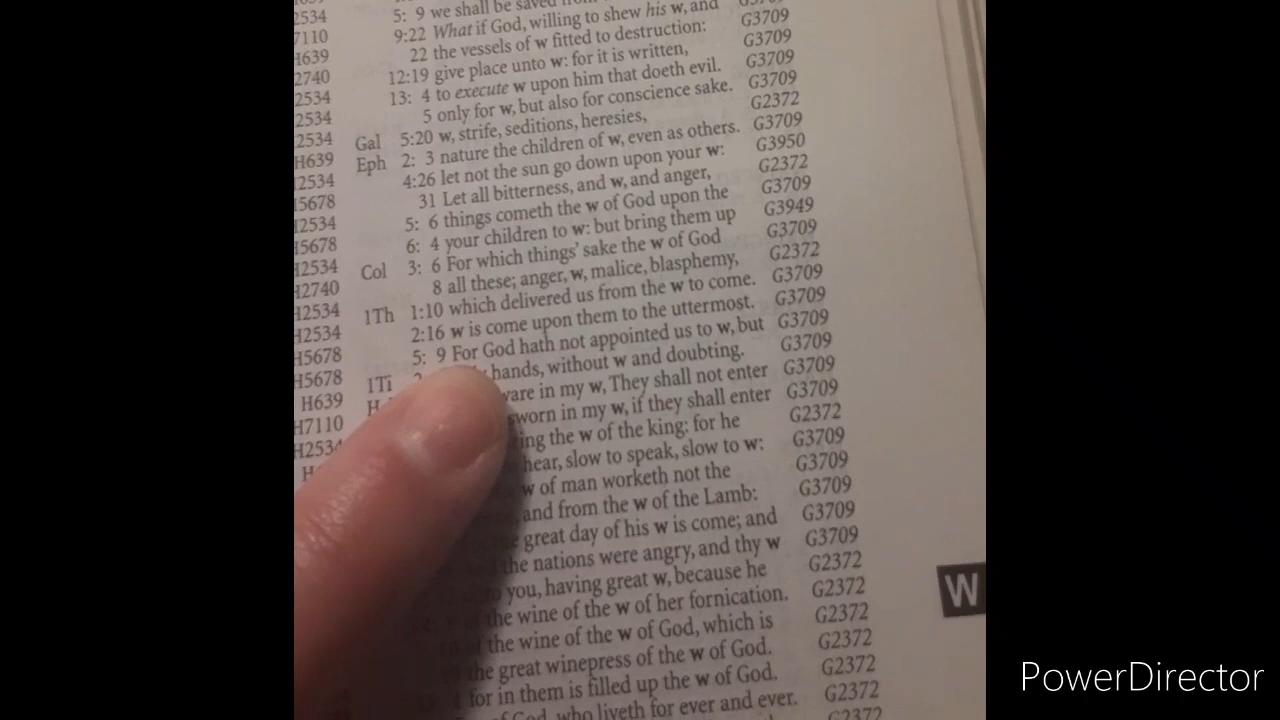 2534
7110
H639
2740
2534
2534
2534
H639
2534
5678
2534
H5678
2534
H2740
H2534
H2534
H5678
H5678
H639
H7110
H2534
5: 9 we shall be saved
9:22 What if God, willing to shew his w, and G3709
22 the vessels of w fitted to destruction: G3709
12:19 give place unto w: for it is written, G3709
13: 4 to execute w upon him that doeth evil. G3709
5 only for w, but also for conscience sake. G3709
Gal 5:20 w, strife, seditions, heresies, G2372
Eph 2: 3 nature the children of w, even as others. G3709
4:26 let not the sun go down upon your w: G3950
31 Let all bitterness, and w, and anger, G2372
5: 6 things cometh the w of God upon the G3709
6: 4 your children to w: but bring them up G3949
Col 3: 6 For which things' sake the w of God G3709
8 all these; anger, w, malice, blasphemy, G2372
1Th 1:10 which delivered us from the w to come. G3709
2:16 w is come upon them to the uttermost. G3709
5: 9 For God hath not appointed us to w, but G3709
1Ti hands, without w and doubting. G3709
in my w, They shall not enter G3709
sworn in my w, if they shall enter G3709
the w of the king: for he G2372
hear, slow to speak, slow to w: G3709
w of man worketh not the G3709
and from the w of the Lamb: G3709
great day of his w is come; and G3709
the nations were angry, and thy w G3709
you, having great w, because he G2372
the wine of the w of her fornication. G2372
the wine of the w of God, which is G2372
the great winepress of the w of God. G2372
for in them is filled up the w of God. G2372
of God, who liveth for ever and ever. G2372
G2372
W
PowerDirector